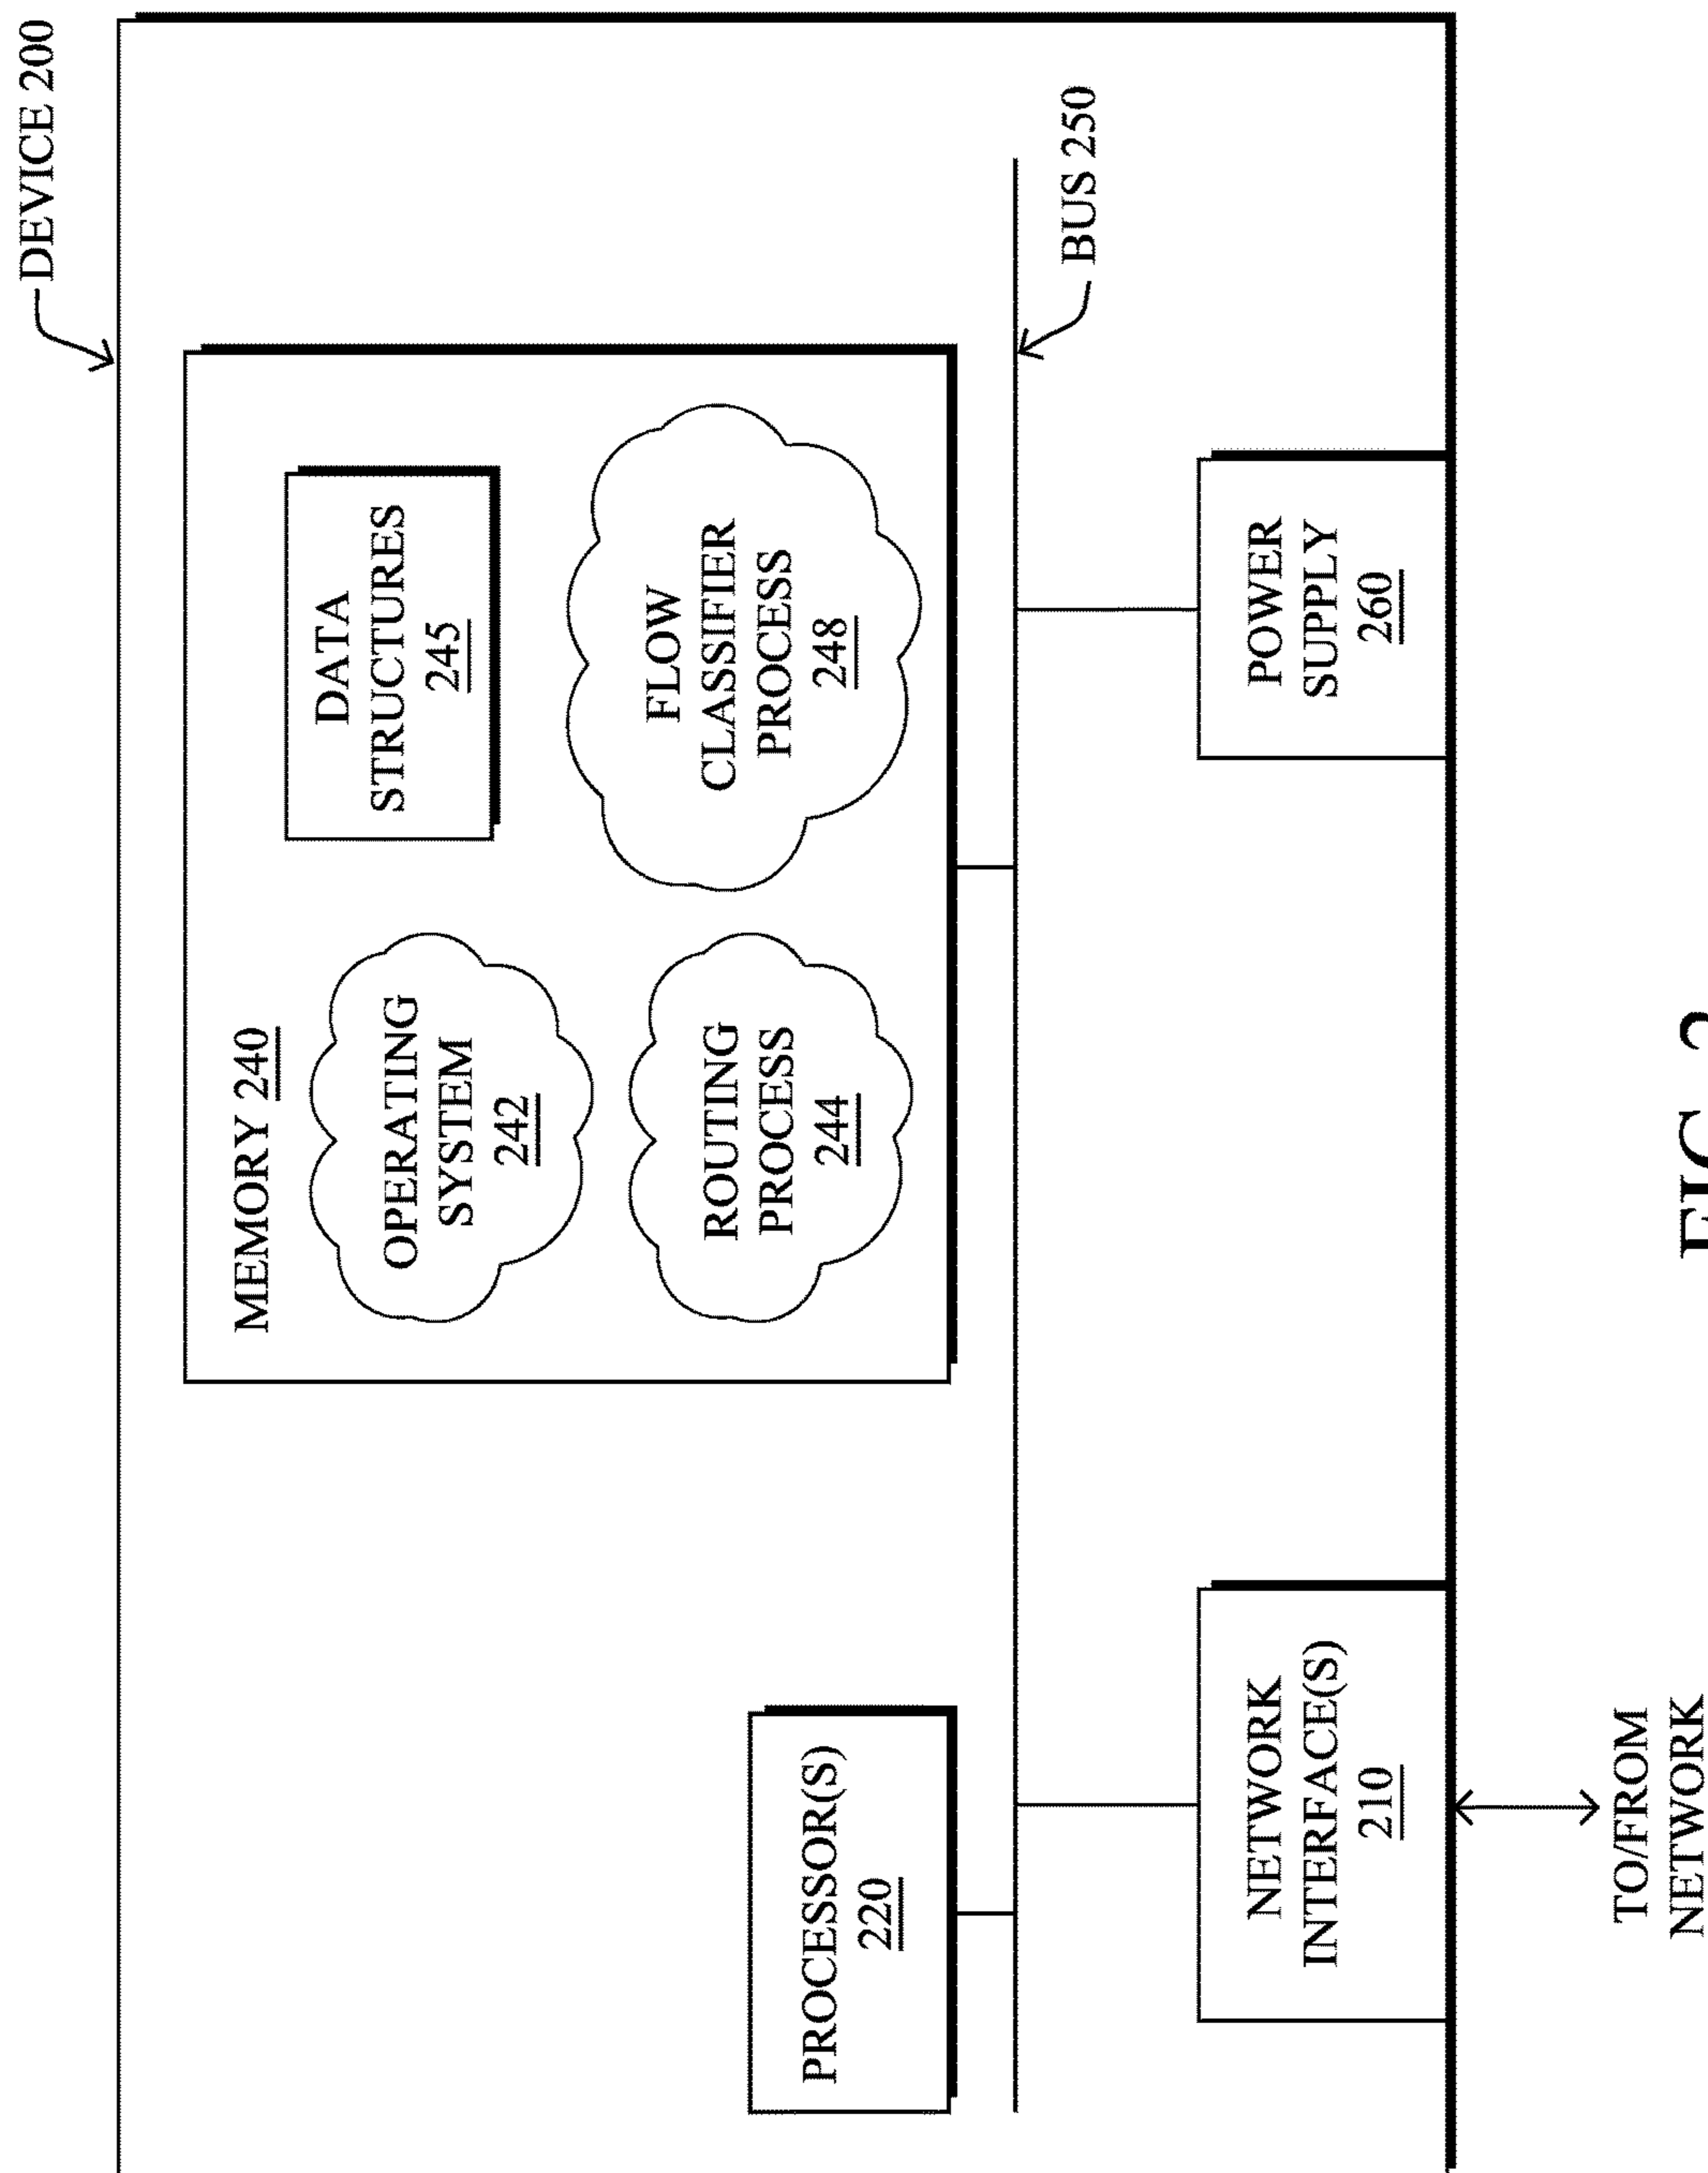 DEVICE 200
MEMORY 240
OPERATING
SYSTEM
242
DATA
STRUCTURES
245
ROUTING
PROCESS
244
FLOW
CLASSIFIER
PROCESS
248
PROCESSOR(S)
220
BUS 250
NETWORK
INTERFACE(S)
210
POWER
SUPPLY
260
TO/FROM
NETWORK